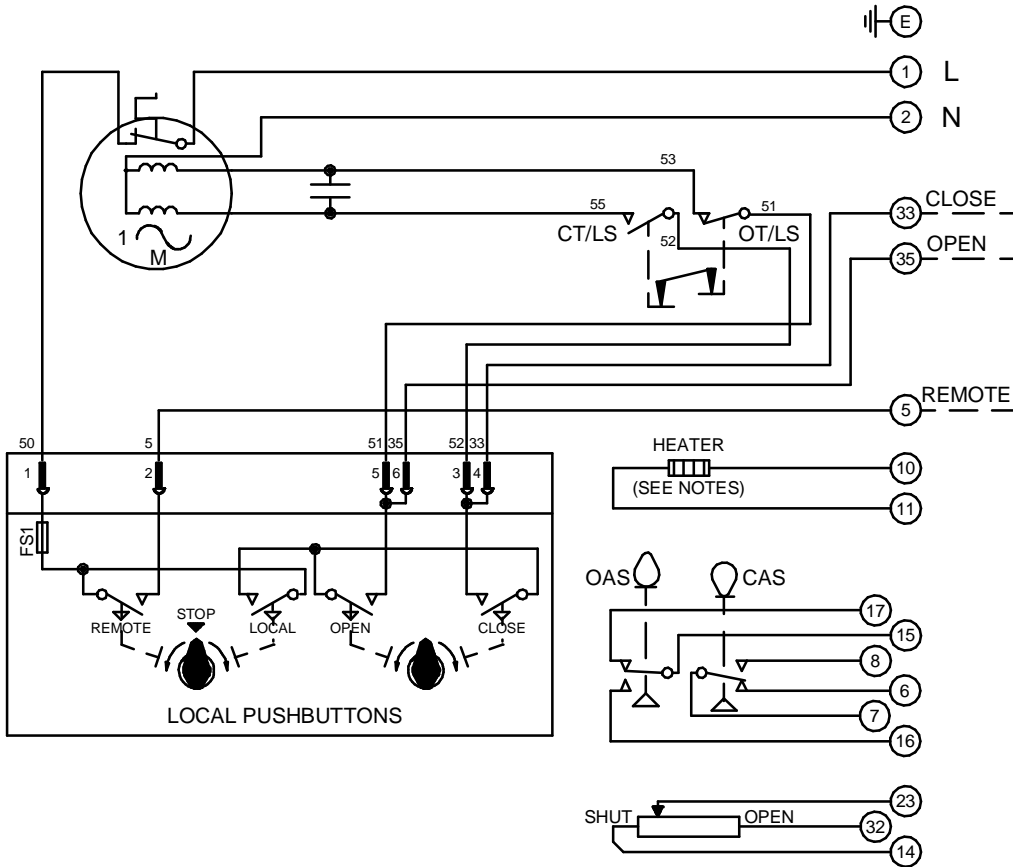 E
1 L
2 N
53
55 51
33 CLOSE
CT/LS 52 OT/LS
35 OPEN
1
M
5 REMOTE
50 5 51 35 52 33
1 2 5 6 3 4
HEATER
10
(SEE NOTES)
11
FS1
OAS CAS
17
STOP
REMOTE LOCAL OPEN CLOSE
15
8
6
7
LOCAL PUSHBUTTONS
16
23
SHUT OPEN
32
14